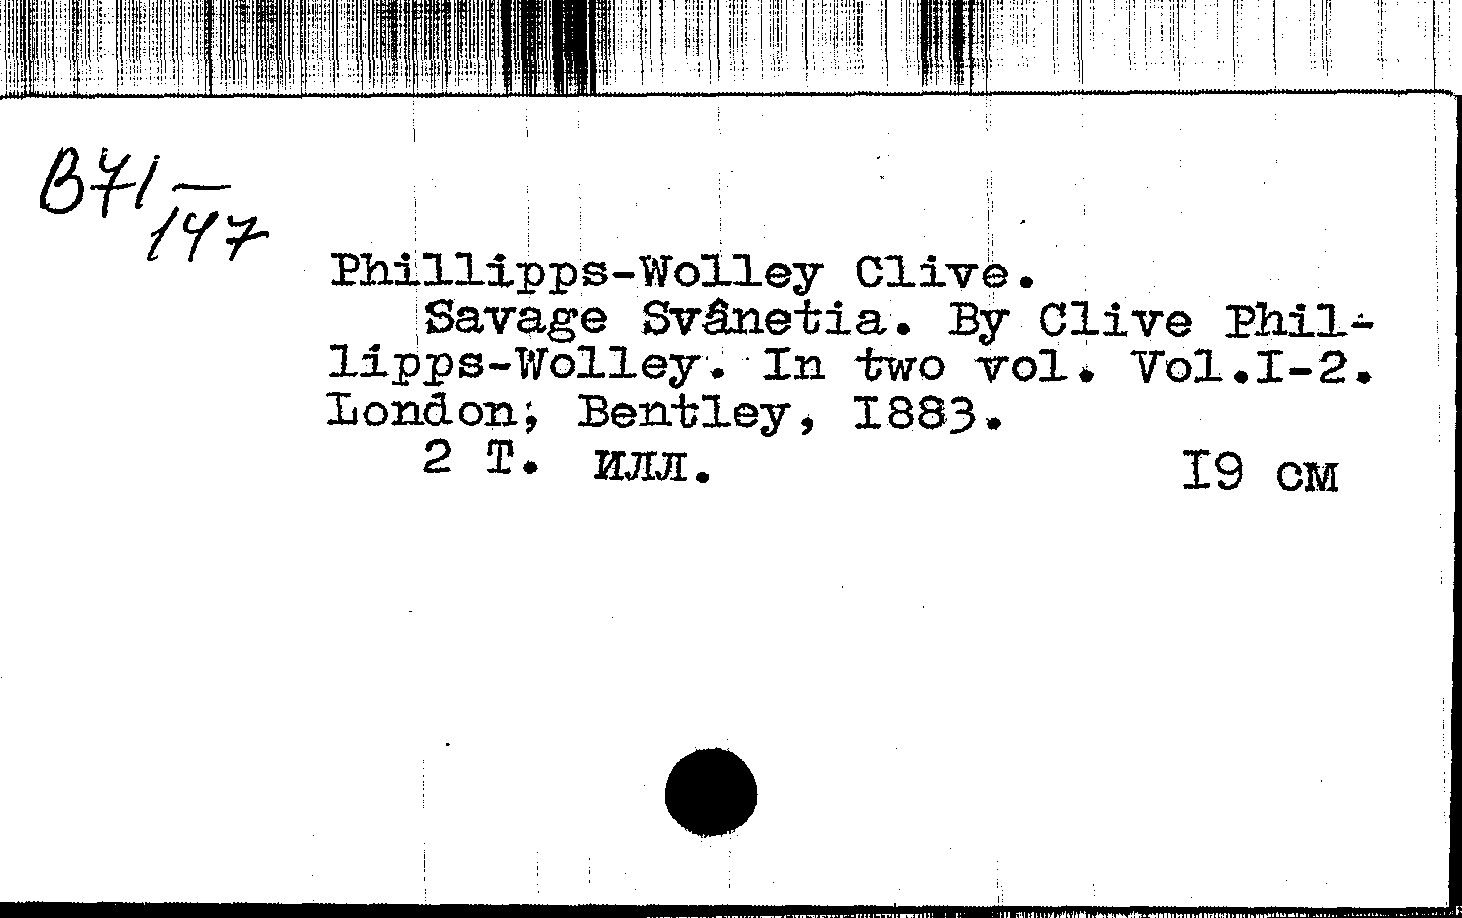 В71—
147
Phillipps-Wolley Clive.
Savage Svânetia. By Clive Phil-
lipps-Wolley. In two vol. Vol.I-2.
London; Bentley, I883.
2 т. илл. I9 см